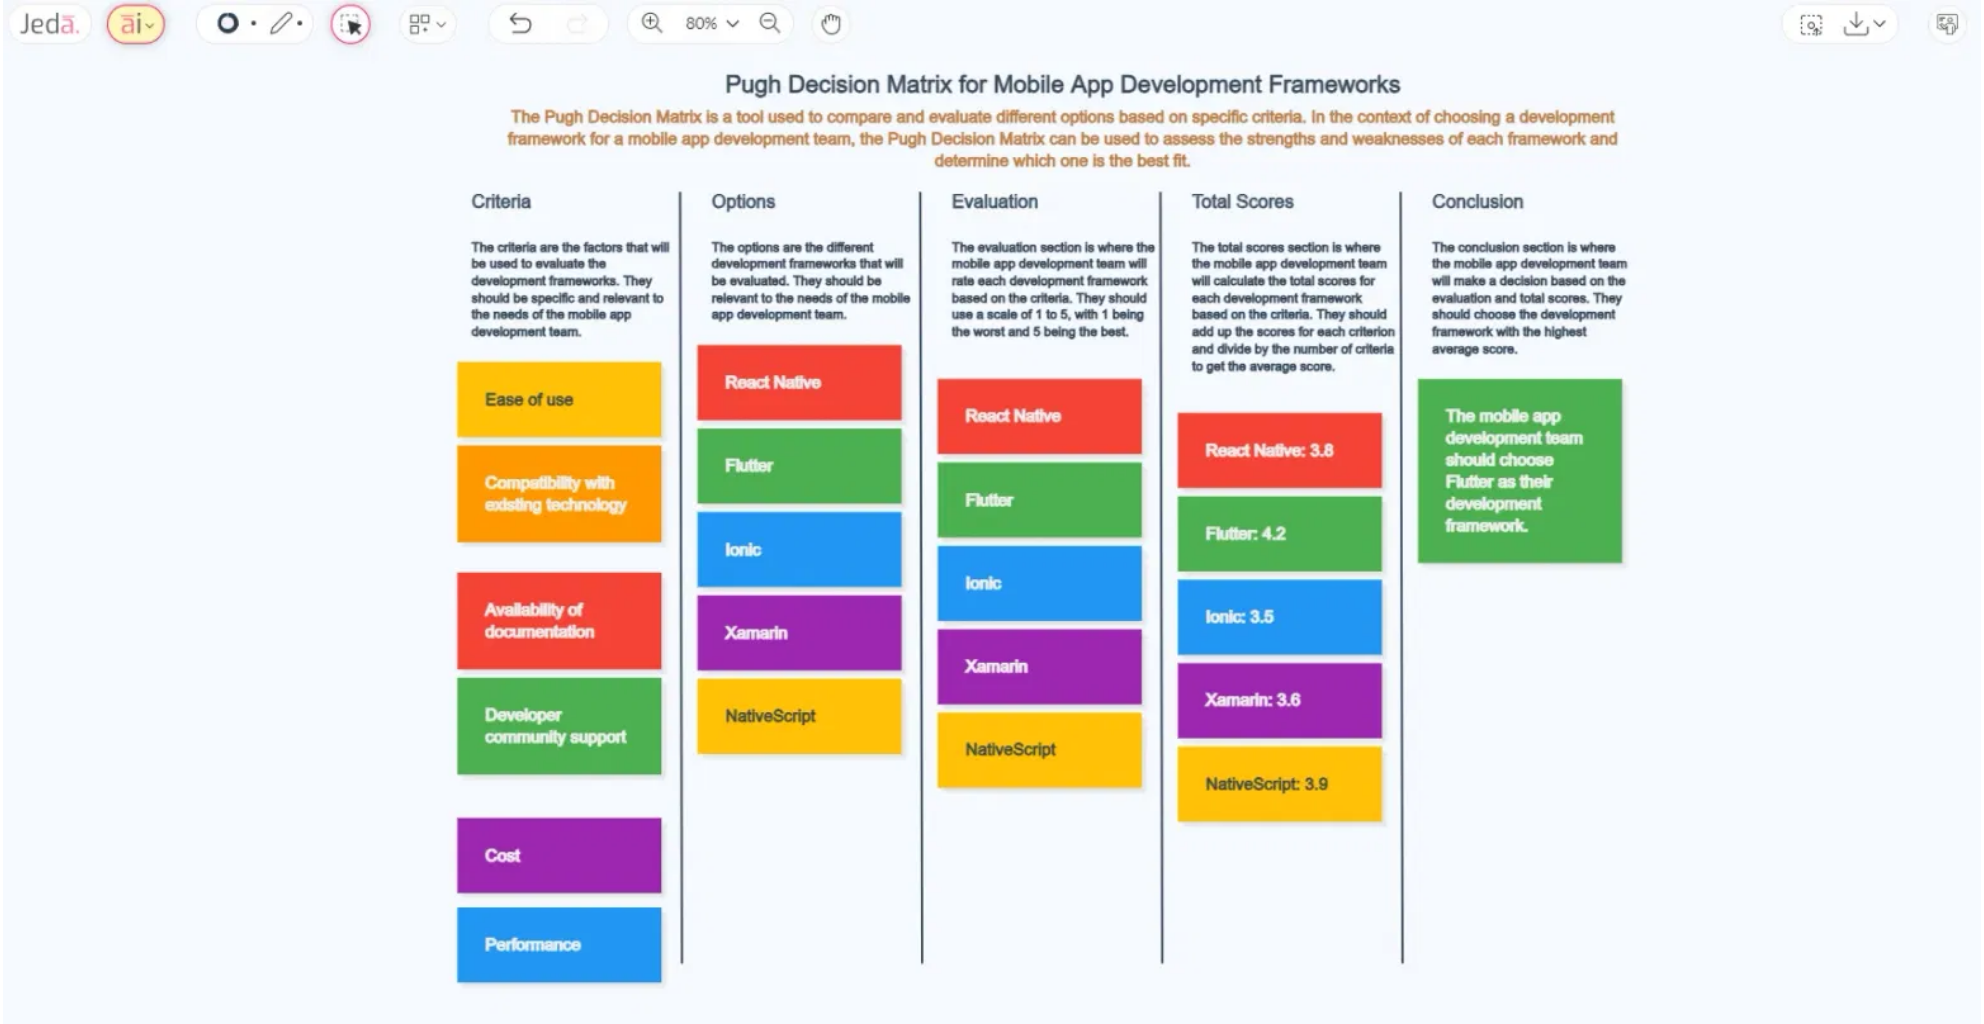 Jedā.
āi
80%
Pugh Decision Matrix for Mobile App Development Frameworks
The Pugh Decision Matrix is a tool used to compare and evaluate different options based on specific criteria. In the context of choosing a development
framework for a mobile app development team, the Pugh Decision Matrix can be used to assess the strengths and weaknesses of each framework and
determine which one is the best fit.
Criteria
The criteria are the factors that will
be used to evaluate the
development frameworks. They
should be specific and relevant to
the needs of the mobile app
development team.
Ease of use
Compatibility with
existing technology
Availability of
documentation
Developer
community support
Cost
Performance
Options
The options are the different
development frameworks that will
be evaluated. They should be
relevant to the needs of the mobile
app development team.
React Native
Flutter
Ionic
Xamarin
NativeScript
Evaluation
The evaluation section is where the
mobile app development team will
rate each development framework
based on the criteria. They should
use a scale of 1 to 5, with 1 being
the worst and 5 being the best.
React Native
Flutter
Ionic
Xamarin
NativeScript
Total Scores
The total scores section is where
the mobile app development team
will calculate the total scores for
each development framework
based on the criteria. They should
add up the scores for each criterion
and divide by the number of criteria
to get the average score.
React Native: 3.8
Flutter: 4.2
Ionic: 3.5
Xamarin: 3.6
NativeScript: 3.9
Conclusion
The conclusion section is where
the mobile app development team
will make a decision based on the
evaluation and total scores. They
should choose the development
framework with the highest
average score.
The mobile app
development team
should choose
Flutter as their
development
framework.